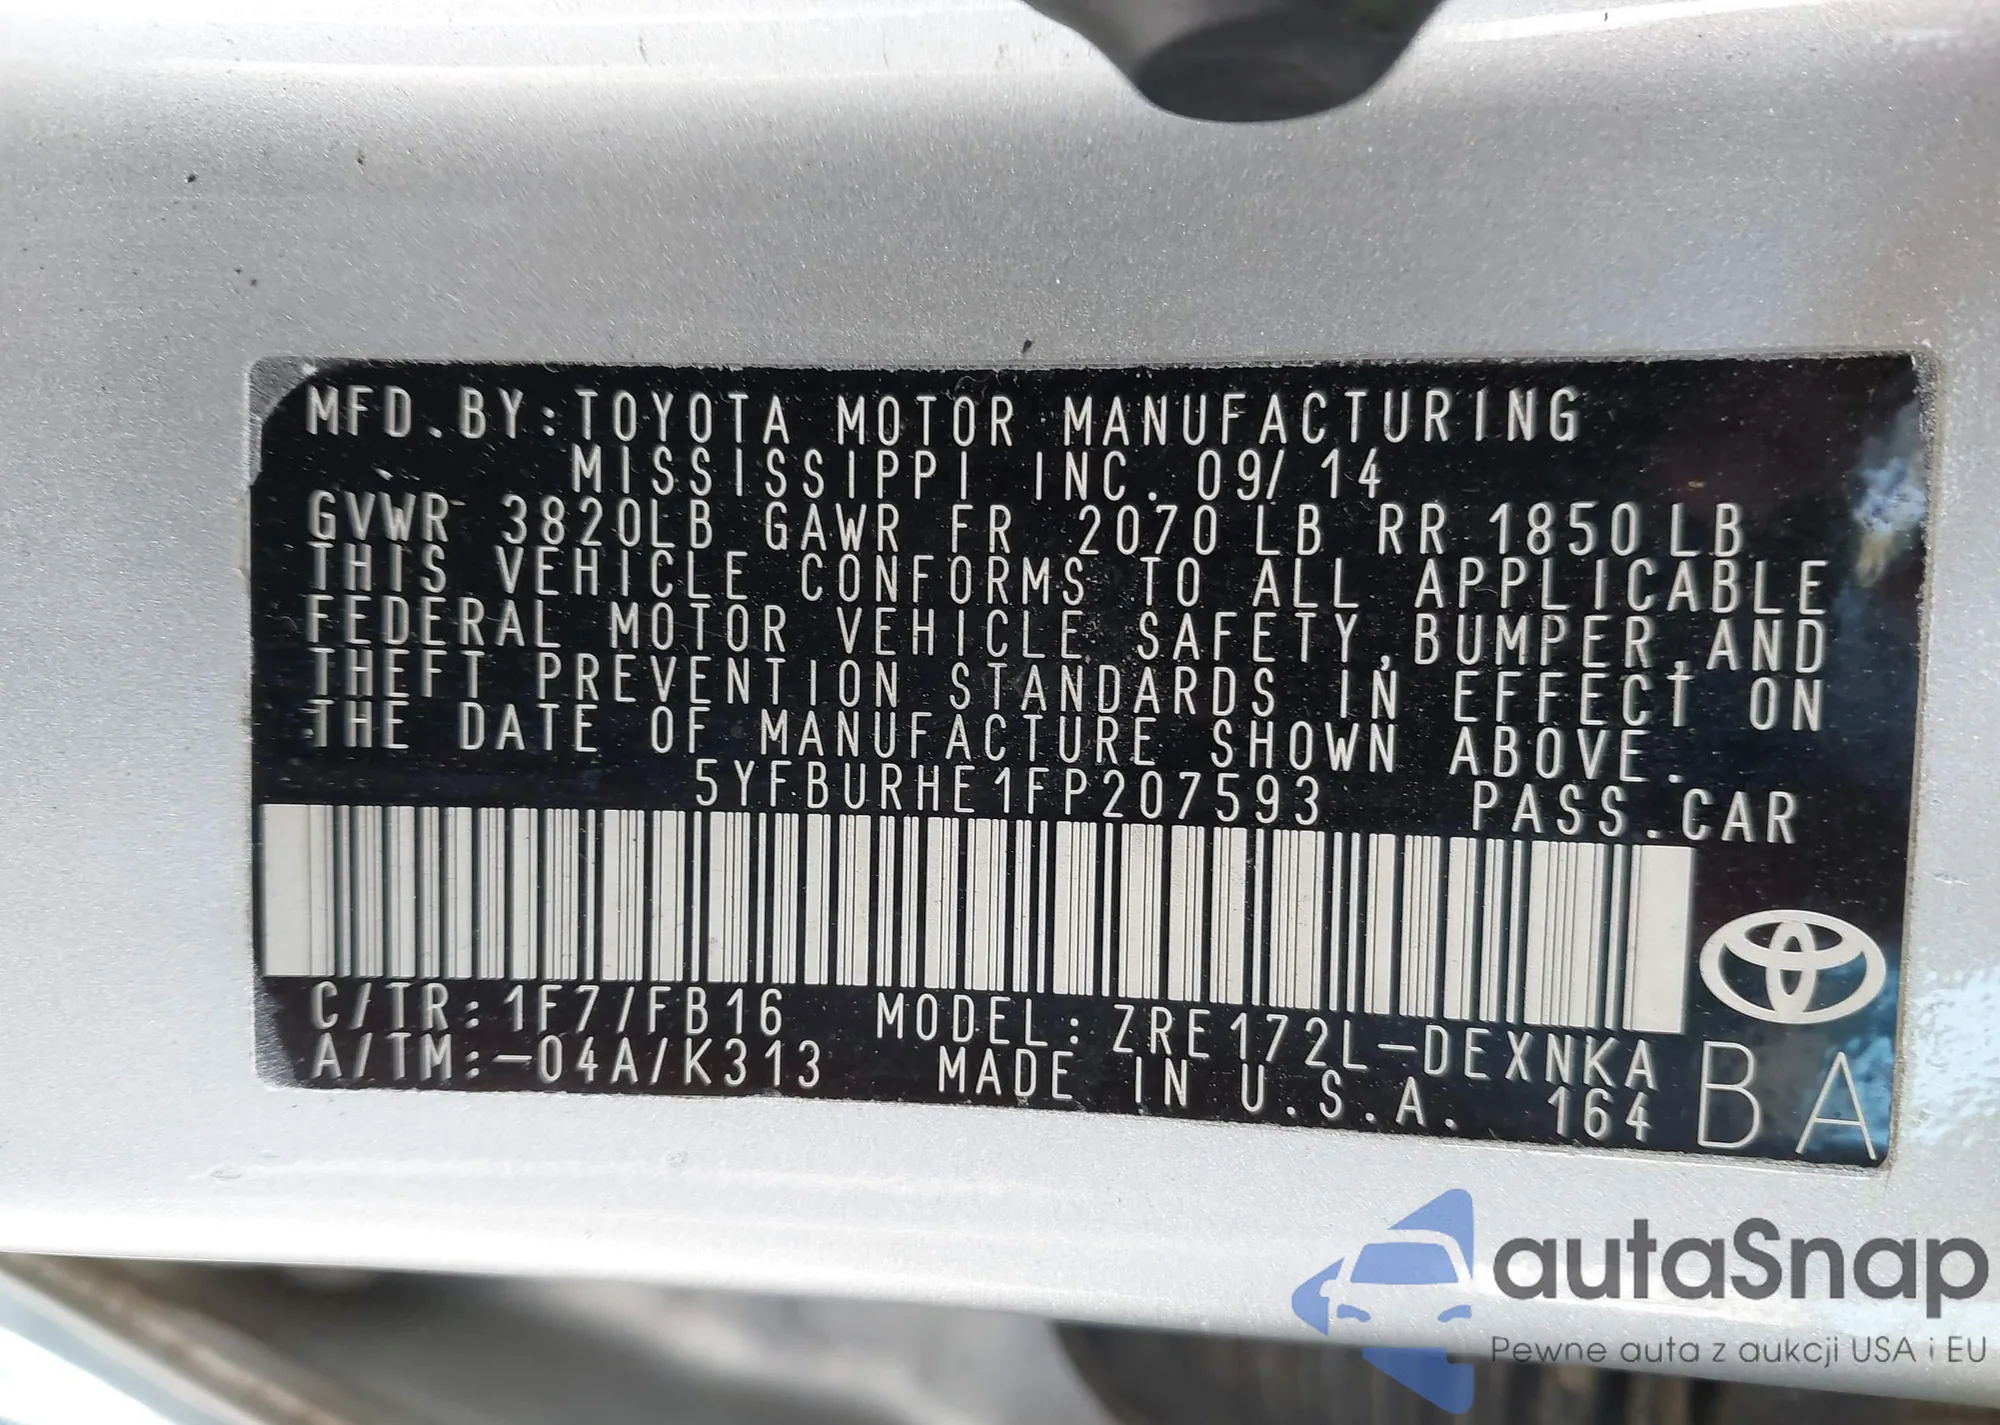 MFD.BY:TOYOTA MOTOR MANUFACTURING
MISSISSIPPI INC. 09/14
GVWR 3820LB GAWR FR 2070LB RR 1850LB
THIS VEHICLE CONFORMS TO ALL APPLICABLE
FEDERAL MOTOR VEHICLE SAFETY,BUMPER,AND
THEFT PREVENTION STANDARDS IN EFFECT ON
THE DATE OF MANUFACTURE SHOWN ABOVE.
5YFBURHE1FP207593 PASS.CAR
C/TR:1F7/FB16 MODEL:ZRE172L-DEXNKA
A/TM:-04A/K313 MADE IN U.S.A. 164
BA
autaSnap
Pewne auta z aukcji USA i EU